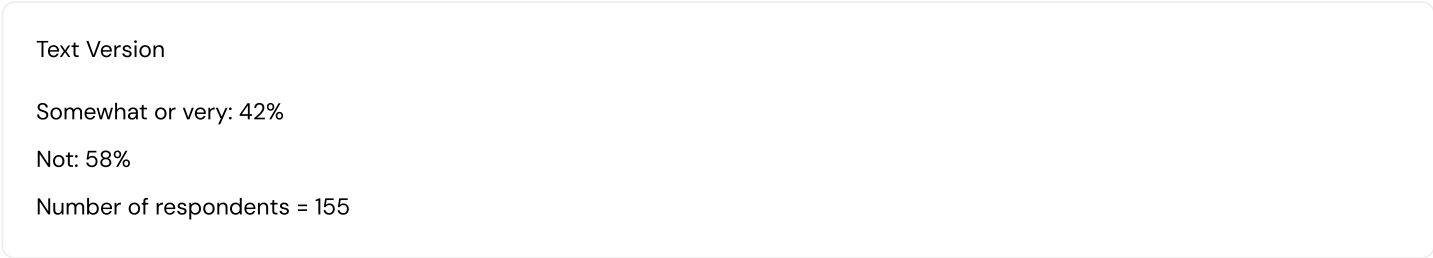 Text Version
Somewhat or very: 42%
Not: 58%
Number of respondents = 155